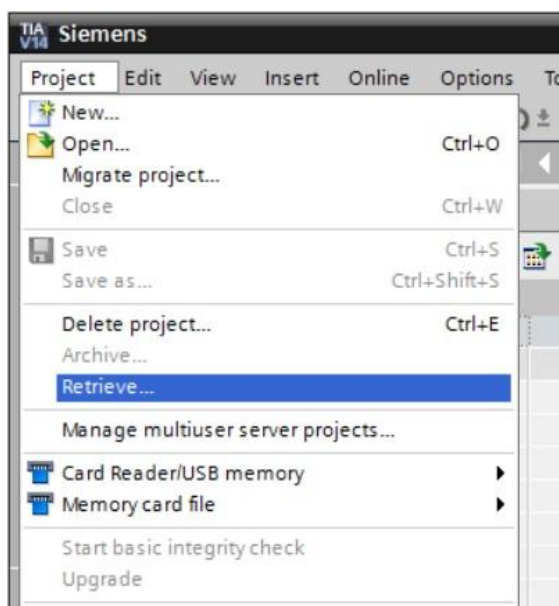 TIA V14 Siemens
Project Edit View Insert Online Options
New...
Open... Ctrl+O
Migrate project...
Close Ctrl+W
Save Ctrl+S
Save as... Ctrl+Shift+S
Delete project... Ctrl+E
Archive...
Retrieve...
Manage multiuser server projects...
Card Reader/USB memory
Memory card file
Start basic integrity check
Upgrade